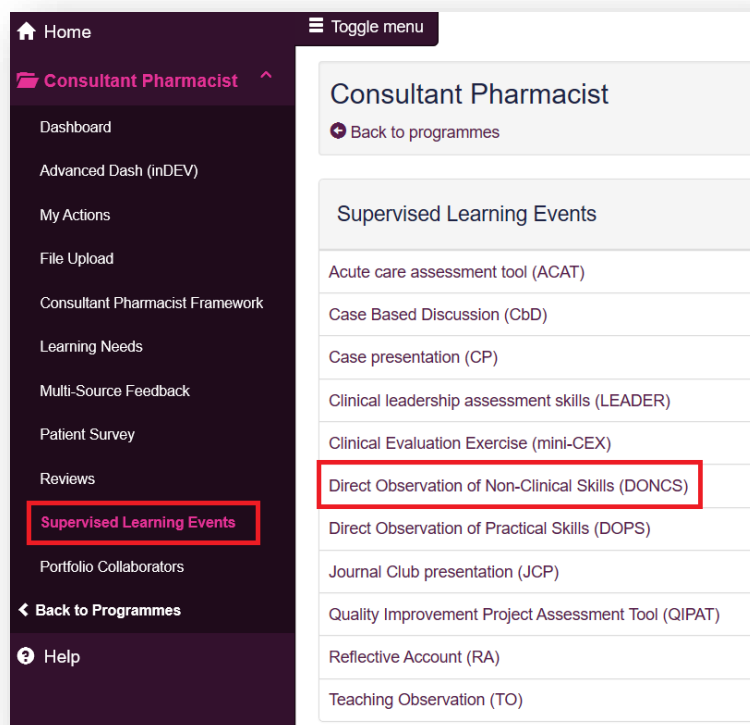 Home
Consultant Pharmacist
Dashboard
Advanced Dash (inDEV)
My Actions
File Upload
Consultant Pharmacist Framework
Learning Needs
Multi-Source Feedback
Patient Survey
Reviews
Supervised Learning Events
Portfolio Collaborators
Back to Programmes
Help
Toggle menu
Consultant Pharmacist
Back to programmes
Supervised Learning Events
Acute care assessment tool (ACAT)
Case Based Discussion (CbD)
Case presentation (CP)
Clinical leadership assessment skills (LEADER)
Clinical Evaluation Exercise (mini-CEX)
Direct Observation of Non-Clinical Skills (DONCS)
Direct Observation of Practical Skills (DOPS)
Journal Club presentation (JCP)
Quality Improvement Project Assessment Tool (QIPAT)
Reflective Account (RA)
Teaching Observation (TO)